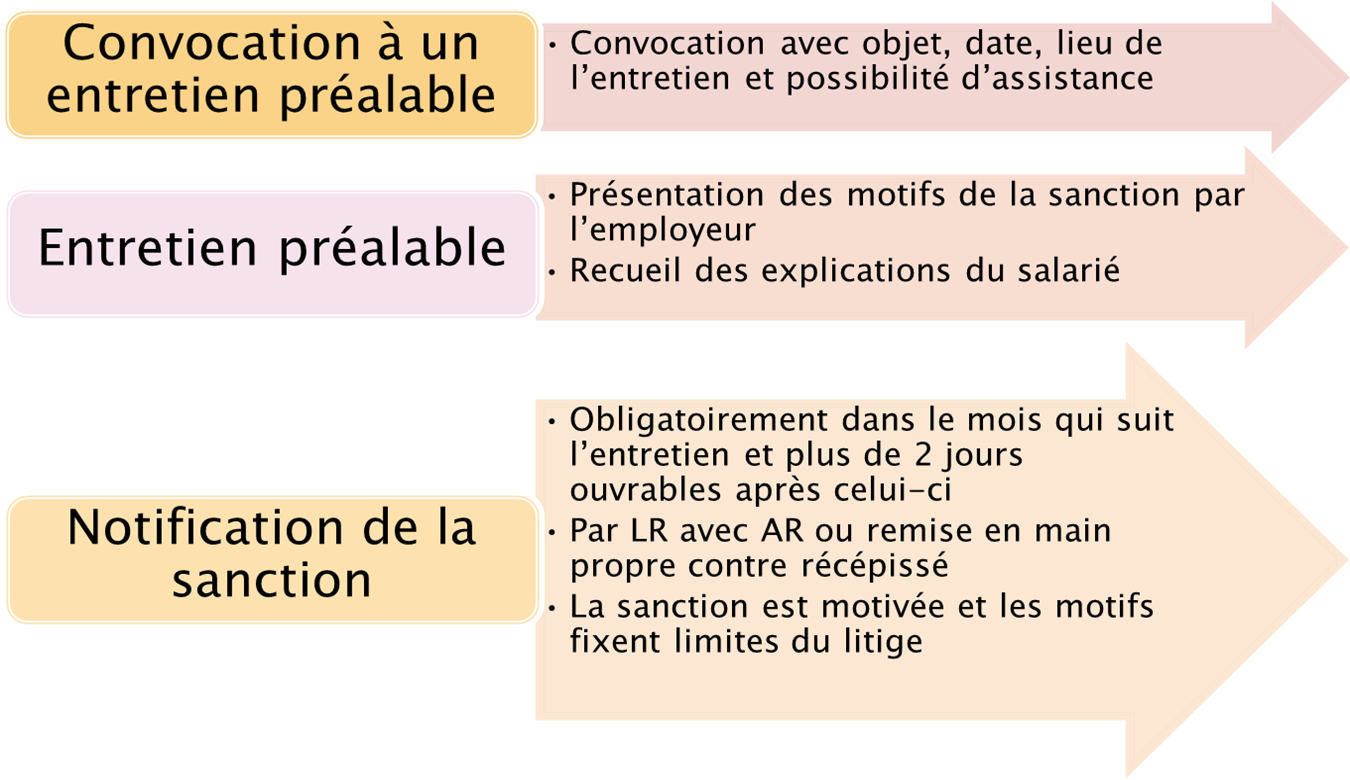 Convocation à un
entretien préalable
• Convocation avec objet, date, lieu de
l’entretien et possibilité d’assistance
Entretien préalable
• Présentation des motifs de la sanction par
l’employeur
• Recueil des explications du salarié
Notification de la
sanction
• Obligatoirement dans le mois qui suit
l’entretien et plus de 2 jours
ouvrables après celui-ci
• Par LR avec AR ou remise en main
propre contre récépissé
• La sanction est motivée et les motifs
fixent limites du litige